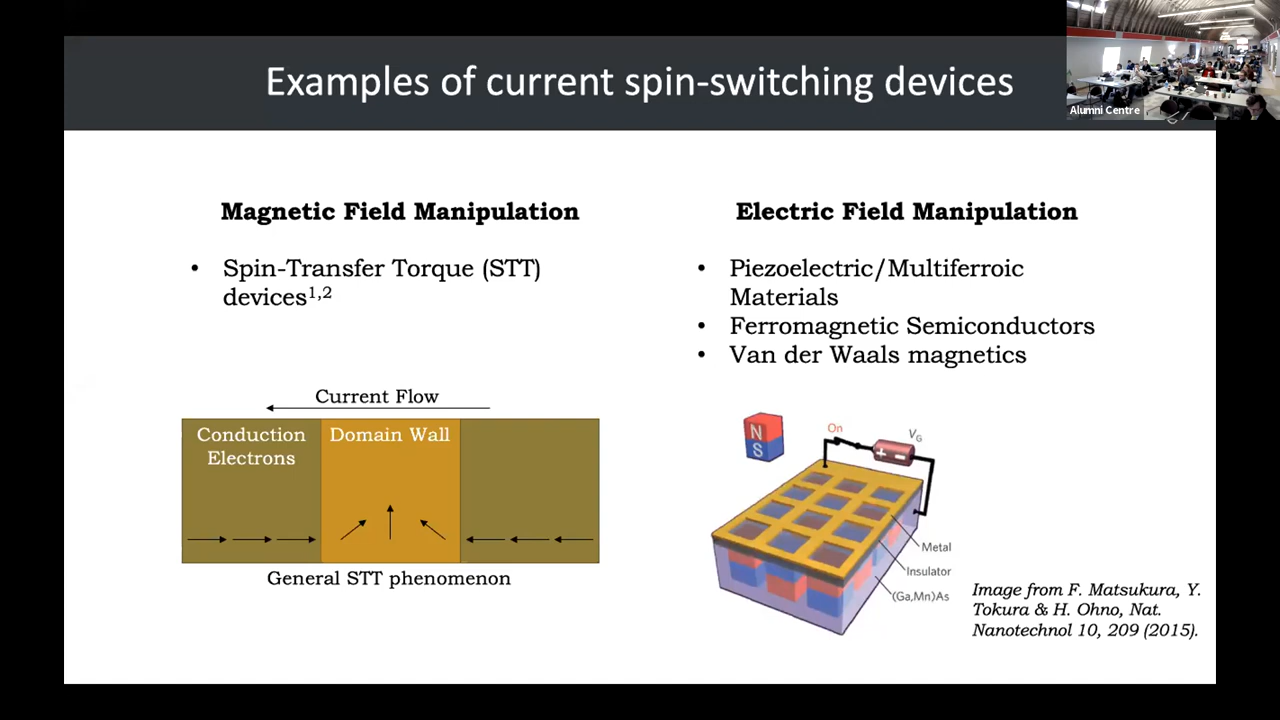 Examples of current spin-switching devices
Alumni Centre
Magnetic Field Manipulation
• Spin-Transfer Torque (STT)
devices1,2
Current Flow
Conduction
Electrons
Domain Wall
General STT phenomenon
Electric Field Manipulation
• Piezoelectric/Multiferroic
Materials
• Ferromagnetic Semiconductors
• Van der Waals magnetics
N
S
On
VG
+ -
Metal
Insulator
(Ga,Mn)As
Image from F. Matsukura, Y.
Tokura & H. Ohno, Nat.
Nanotechnol 10, 209 (2015).